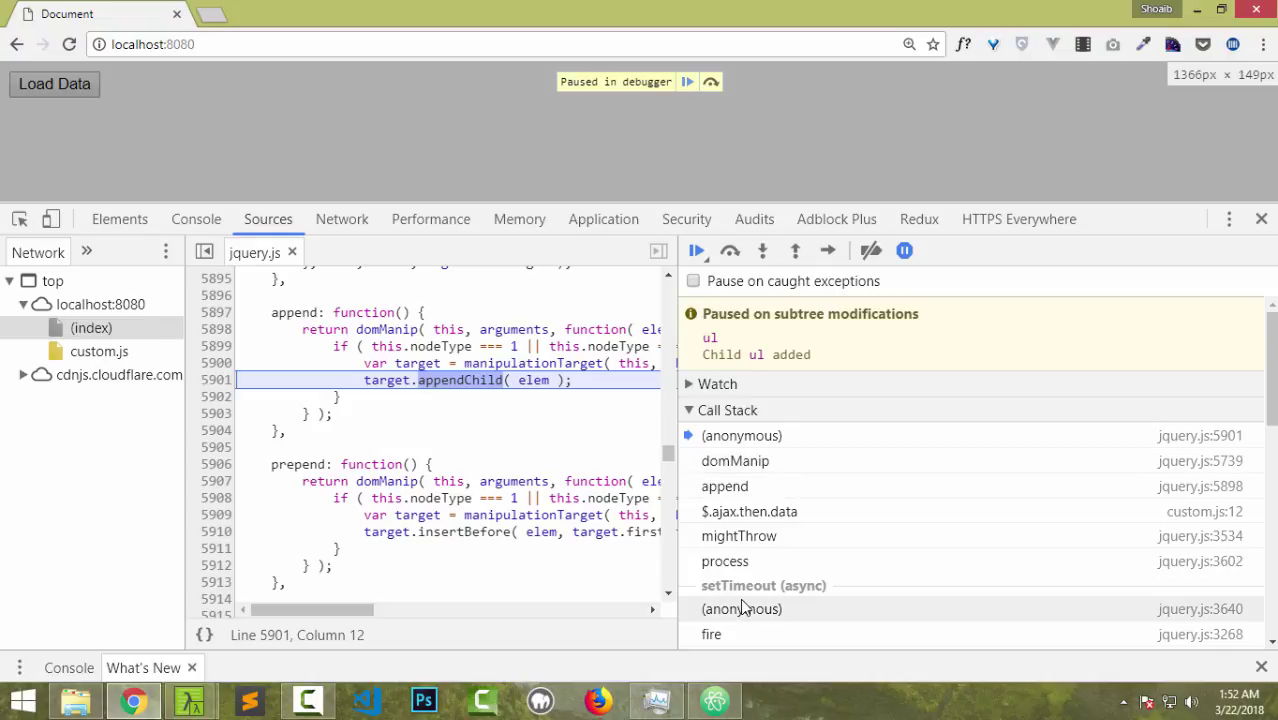 Document
Shoaib
localhost:8080
f?
Load Data
Paused in debugger
1366px × 149px
Elements
Console
Sources
Network
Performance
Memory
Application
Security
Audits
Adblock Plus
Redux
HTTPS Everywhere
Network
top
localhost:8080
(index)
custom.js
cdnjs.cloudflare.com
jquery.js
5895 },
5896
5897 append: function() {
5898 return domManip( this, arguments, function( ele
5899 if ( this.nodeType === 1 || this.nodeType =
5900 var target = manipulationTarget( this,
5901 target.appendChild( elem );
5902 }
5903 } );
5904 },
5905
5906 prepend: function() {
5907 return domManip( this, arguments, function( ele
5908 if ( this.nodeType === 1 || this.nodeType =
5909 var target = manipulationTarget( this,
5910 target.insertBefore( elem, target.first
5911 }
5912 } );
5913 },
5914
5915
{ } Line 5901, Column 12
Pause on caught exceptions
Paused on subtree modifications
ul
Child ul added
Watch
Call Stack
(anonymous) jquery.js:5901
domManip jquery.js:5739
append jquery.js:5898
$.ajax.then.data custom.js:12
mightThrow jquery.js:3534
process jquery.js:3602
setTimeout (async)
(anonymous) jquery.js:3640
fire jquery.js:3268
Console
What's New
Ps
1:52 AM
3/22/2018